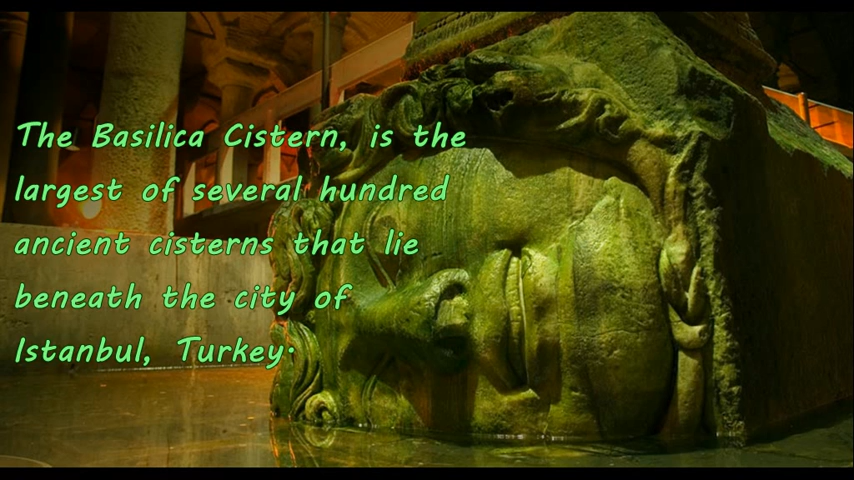 The Basilica Cistern, is the
largest of several hundred
ancient cisterns that lie
beneath the city of
Istanbul, Turkey.